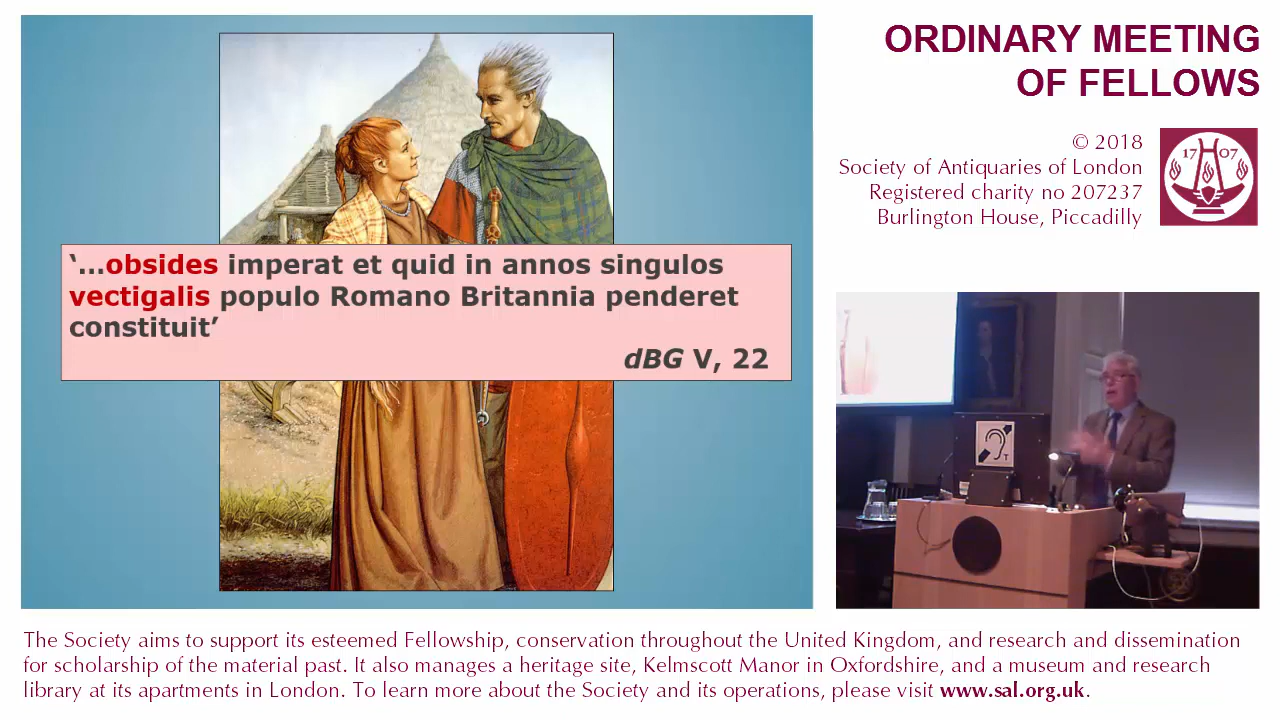 ‘...obsides imperat et quid in annos singulos
vectigalis populo Romano Britannia penderet
constituit’
dBG V, 22
ORDINARY MEETING
OF FELLOWS
© 2018
Society of Antiquaries of London
Registered charity no 207237
Burlington House, Piccadilly
1707
T
The Society aims to support its esteemed Fellowship, conservation throughout the United Kingdom, and research and dissemination
for scholarship of the material past. It also manages a heritage site, Kelmscott Manor in Oxfordshire, and a museum and research
library at its apartments in London. To learn more about the Society and its operations, please visit www.sal.org.uk.